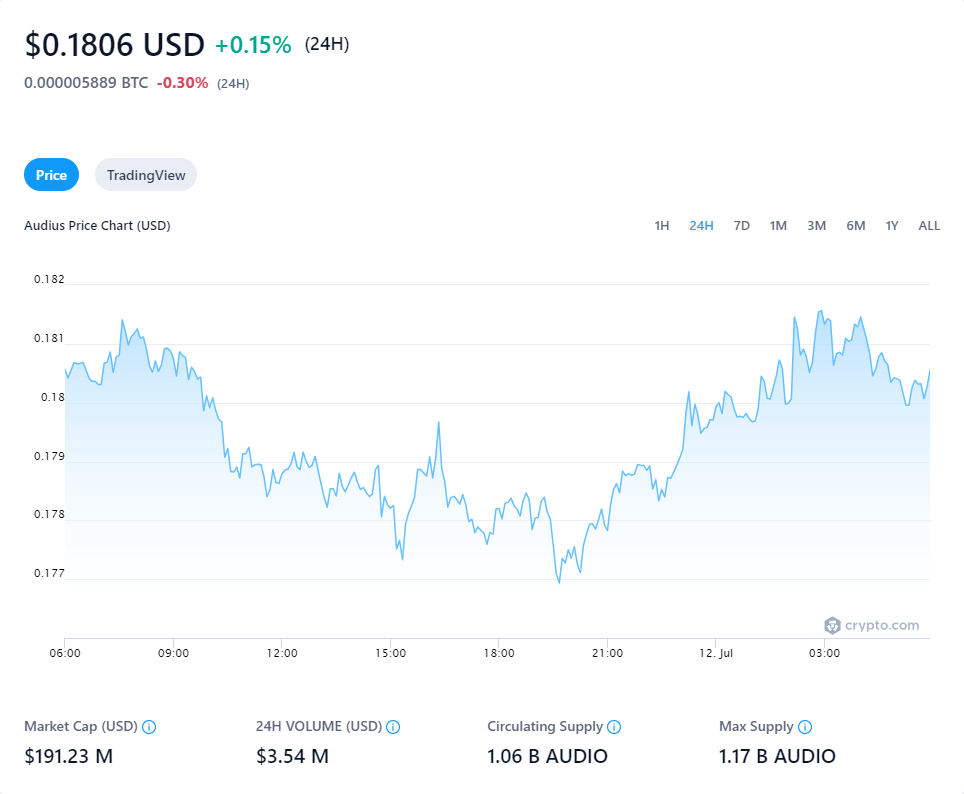 $0.1806 USD +0.15% (24H)
0.000005889 BTC -0.30% (24H)
Price TradingView
Audius Price Chart (USD) 1H 24H 7D 1M 3M 6M 1Y ALL
0.182
0.181
0.18
0.179
0.178
0.177
crypto.com
06:00 09:00 12:00 15:00 18:00 21:00 12. Jul 03:00
Market Cap (USD) 24H VOLUME (USD) Circulating Supply Max Supply
$191.23 M $3.54 M 1.06 B AUDIO 1.17 B AUDIO